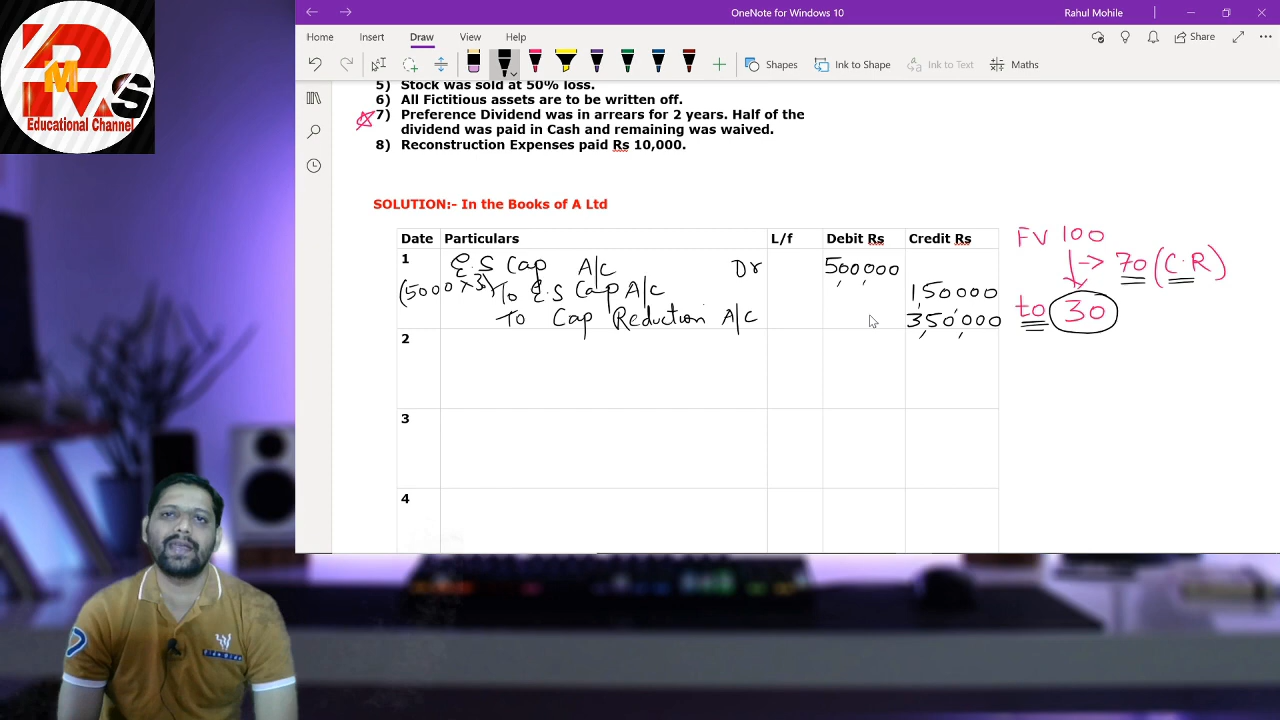 OneNote for Windows 10
Rahul Mohile
Home Insert Draw View Help
Share
Shapes Ink to Shape Ink to Text Maths
R M S
Educational Channel
5) Stock was sold at 50% loss.
6) All Fictitious assets are to be written off.
7) Preference Dividend was in arrears for 2 years. Half of the
dividend was paid in Cash and remaining was waived.
8) Reconstruction Expenses paid Rs 10,000.
SOLUTION:- In the Books of A Ltd
Date Particulars L/f Debit Rs Credit Rs
1 E.S Cap A/c Dr 500000
To E.S Cap A/c 150000
To Cap Reduction A/c 350000
2
3
4
FV 100
-> 70 (C.R)
to 30